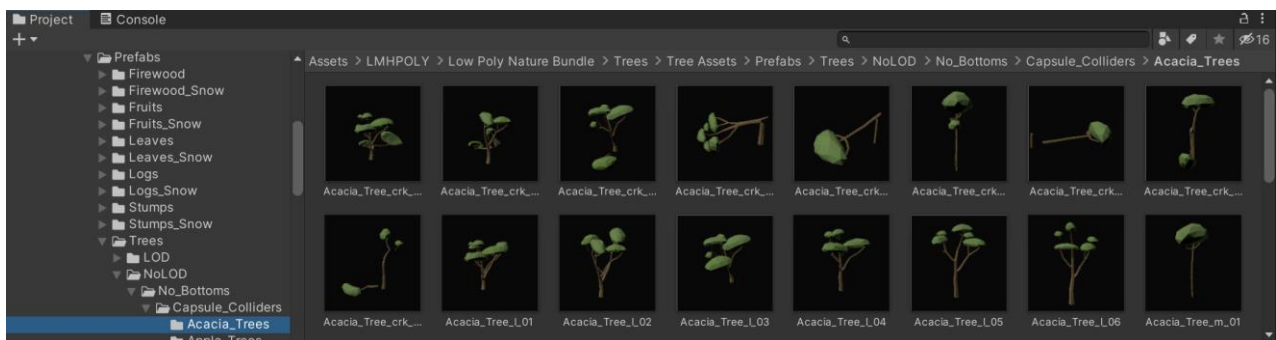 Project Console
16
Assets > LMHPOLY > Low Poly Nature Bundle > Trees > Tree Assets > Prefabs > Trees > NoLOD > No_Bottoms > Capsule_Colliders > Acacia_Trees
Prefabs
Firewood
Firewood_Snow
Fruits
Fruits_Snow
Leaves
Leaves_Snow
Logs
Logs_Snow
Stumps
Stumps_Snow
Trees
LOD
NoLOD
No_Bottoms
Capsule_Colliders
Acacia_Trees
Apple_Trees
Acacia_Tree_crk_... Acacia_Tree_crk_... Acacia_Tree_crk_... Acacia_Tree_crk_... Acacia_Tree_crk... Acacia_Tree_crk... Acacia_Tree_crk... Acacia_Tree_crk_...
Acacia_Tree_crk_... Acacia_Tree_l_01 Acacia_Tree_l_02 Acacia_Tree_l_03 Acacia_Tree_l_04 Acacia_Tree_l_05 Acacia_Tree_l_06 Acacia_Tree_m_01